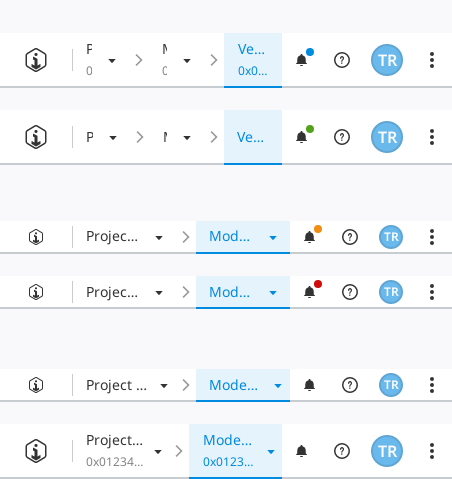 P Ve... TR
0 0x0...
P Ve... TR
Projec... Mod... TR
Projec... Mod... TR
Project ... Mode... TR
Project... Mode... TR
0x01234... 0x0123...